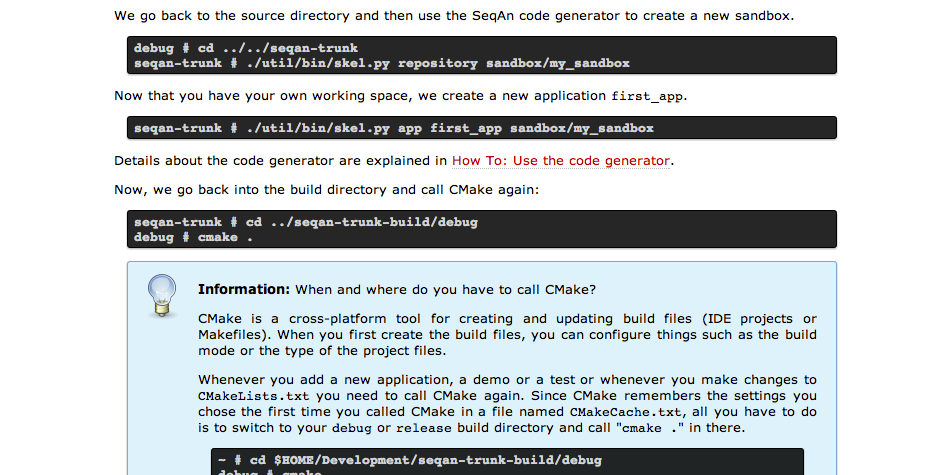 We go back to the source directory and then use the SeqAn code generator to create a new sandbox.
debug # cd ../../seqan-trunk
seqan-trunk # ./util/bin/skel.py repository sandbox/my_sandbox
Now that you have your own working space, we create a new application first_app.
seqan-trunk # ./util/bin/skel.py app first_app sandbox/my_sandbox
Details about the code generator are explained in How To: Use the code generator.
Now, we go back into the build directory and call CMake again:
seqan-trunk # cd ../seqan-trunk-build/debug
debug # cmake .
Information: When and where do you have to call CMake?
CMake is a cross-platform tool for creating and updating build files (IDE projects or
Makefiles). When you first create the build files, you can configure things such as the build
mode or the type of the project files.
Whenever you add a new application, a demo or a test or whenever you make changes to
CMakeLists.txt you need to call CMake again. Since CMake remembers the settings you
chose the first time you called CMake in a file named CMakeCache.txt, all you have to do
is to switch to your debug or release build directory and call "cmake ." in there.
~ # cd $HOME/Development/seqan-trunk-build/debug
debug # cmake